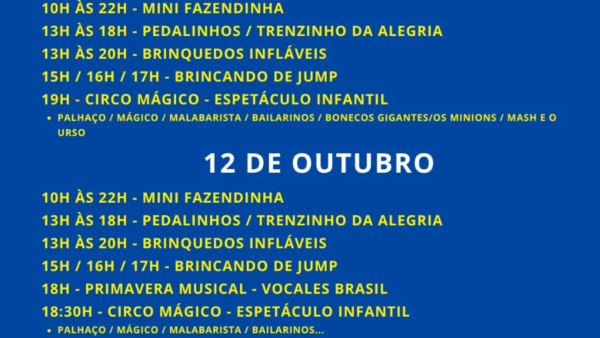 10H ÀS 22H - MINI FAZENDINHA
13H ÀS 18H - PEDALINHOS / TRENZINHO DA ALEGRIA
13H ÀS 20H - BRINQUEDOS INFLÁVEIS
15H / 16H / 17H - BRINCANDO DE JUMP
19H - CIRCO MÁGICO - ESPETÁCULO INFANTIL
• PALHAÇO / MÁGICO / MALABARISTA / BAILARINOS / BONECOS GIGANTES/OS MINIONS / MASH E O
URSO
12 DE OUTUBRO
10H ÀS 22H - MINI FAZENDINHA
13H ÀS 18H - PEDALINHOS / TRENZINHO DA ALEGRIA
13H ÀS 20H - BRINQUEDOS INFLÁVEIS
15H / 16H / 17H - BRINCANDO DE JUMP
18H - PRIMAVERA MUSICAL - VOCALES BRASIL
18:30H - CIRCO MÁGICO - ESPETÁCULO INFANTIL
• PALHAÇO / MÁGICO / MALABARISTA / BAILARINOS...